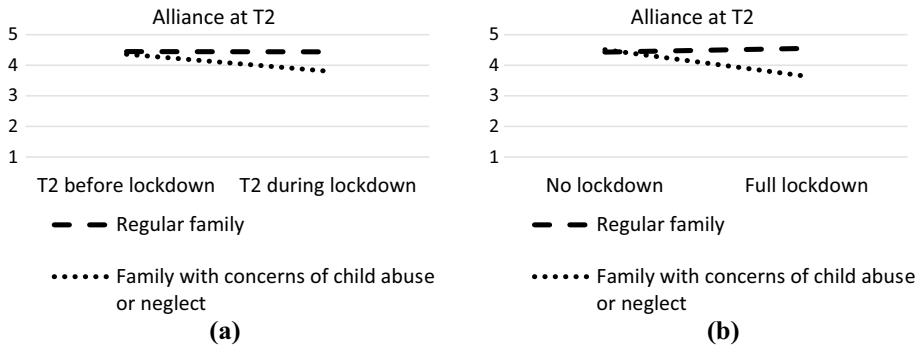 Alliance at T2
5
4
3
2
1
T2 before lockdown T2 during lockdown
Regular family
Family with concerns of child abuse
or neglect
(a)
Alliance at T2
5
4
3
2
1
No lockdown Full lockdown
Regular family
Family with concerns of child abuse
or neglect
(b)